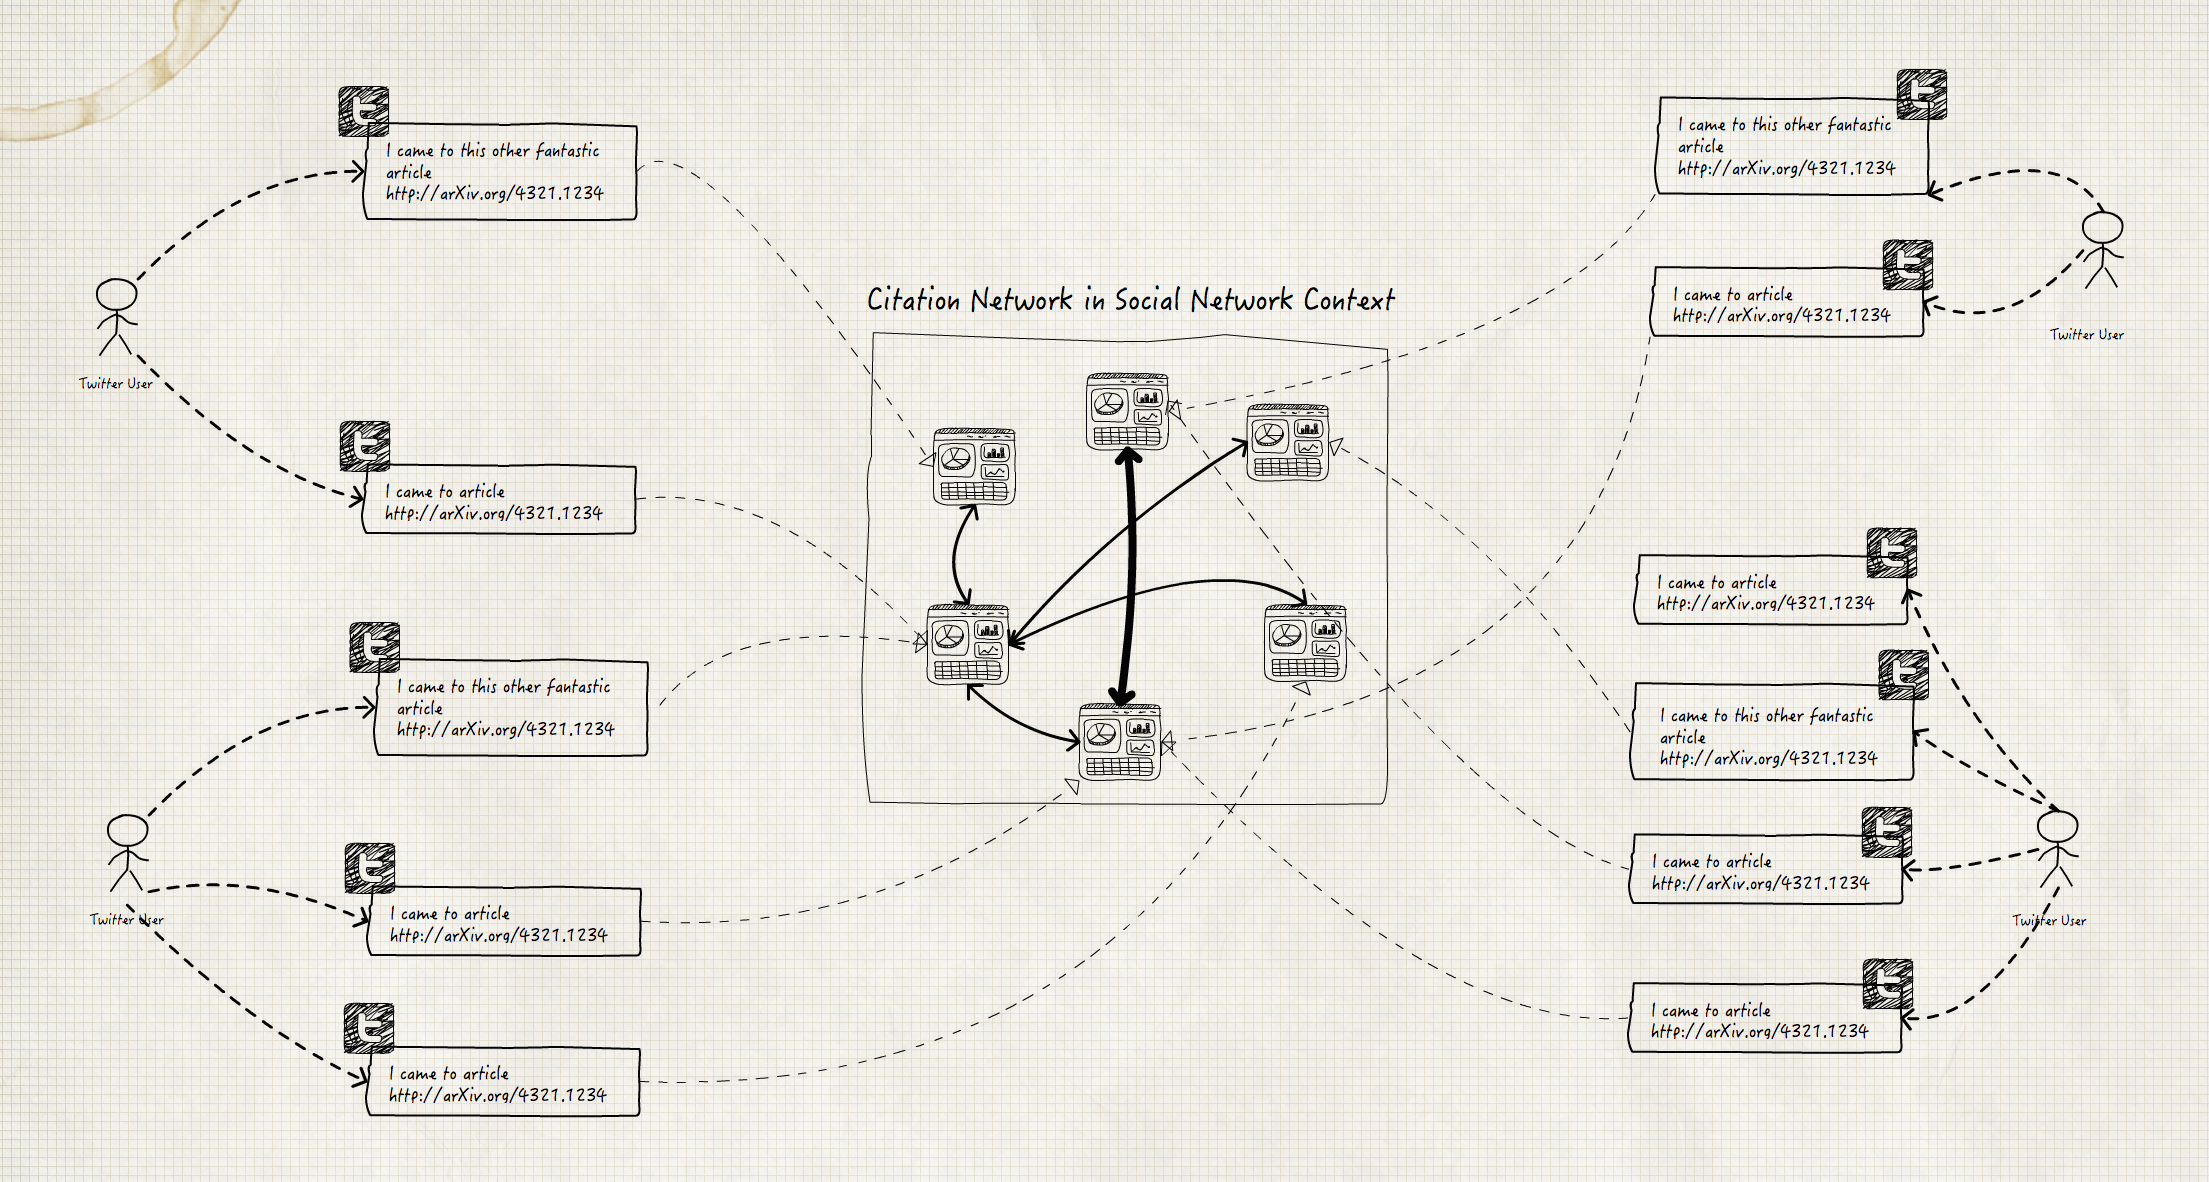 I came to this other fantastic
article
http://arXiv.org/4321.1234
Twitter User
I came to article
http://arXiv.org/4321.1234
I came to this other fantastic
article
http://arXiv.org/4321.1234
I came to article
http://arXiv.org/4321.1234
Twitter User
I came to article
http://arXiv.org/4321.1234
Citation Network in Social Network Context
I came to this other fantastic
article
http://arXiv.org/4321.1234
I came to article
http://arXiv.org/4321.1234
Twitter User
I came to article
http://arXiv.org/4321.1234
I came to this other fantastic
article
http://arXiv.org/4321.1234
I came to article
http://arXiv.org/4321.1234
Twitter User
I came to article
http://arXiv.org/4321.1234